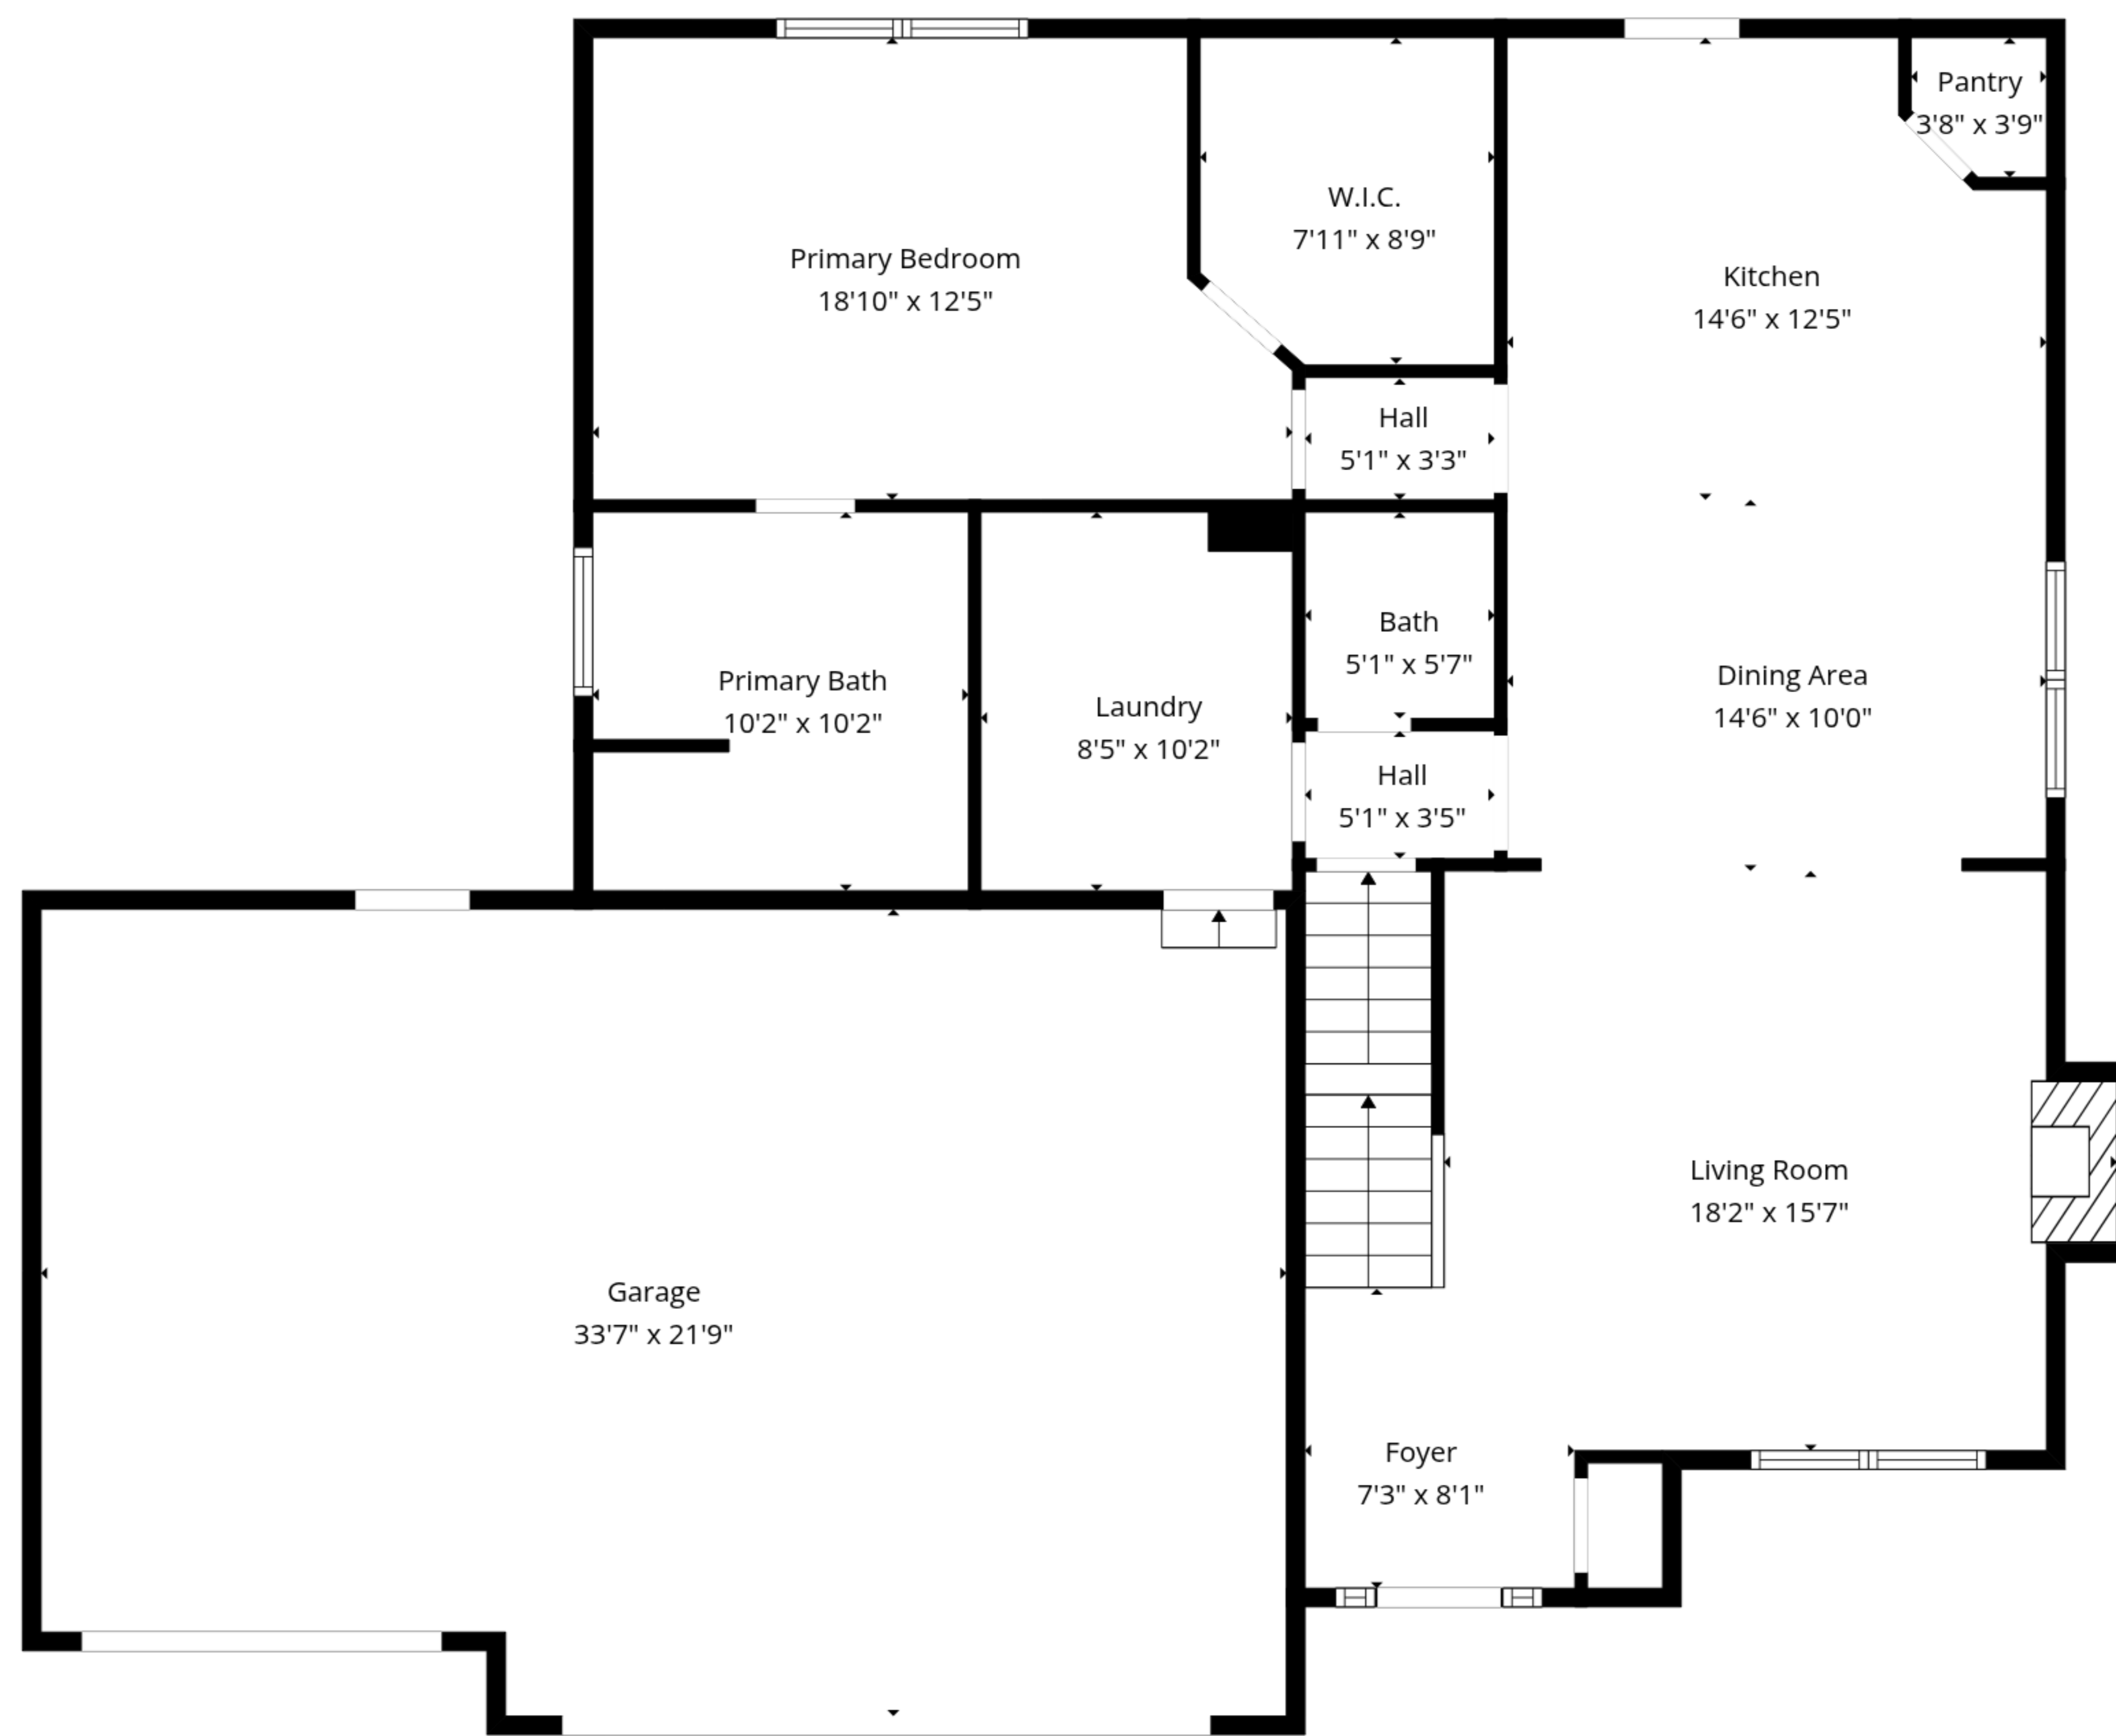 Pantry
3'8" x 3'9"
W.I.C.
7'11" x 8'9"
Primary Bedroom
18'10" x 12'5"
Kitchen
14'6" x 12'5"
Hall
5'1" x 3'3"
Bath
5'1" x 5'7"
Primary Bath
10'2" x 10'2"
Laundry
8'5" x 10'2"
Dining Area
14'6" x 10'0"
Hall
5'1" x 3'5"
Living Room
18'2" x 15'7"
Garage
33'7" x 21'9"
Foyer
7'3" x 8'1"